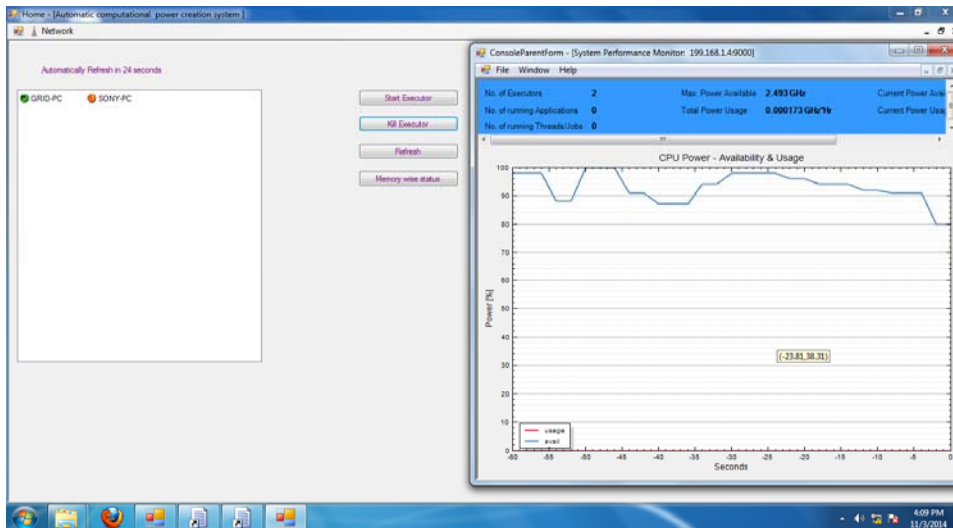 Home - [Automatic computational power creation system ]
Network
Automatically Refresh in 24 seconds
GRID-PC SONY-PC
Start Executor
Kill Executor
Refresh
Memory wise status
ConsoleParentForm - [System Performance Monitor: 199.168.1.4:9000]
File Window Help
No. of Executors 2 Max. Power Available 2.493 GHz Current Power Avai
No. of running Applications 0 Total Power Usage 0.000173 GHz*Hr Current Power Usag
No. of running Threads/Jobs 0
CPU Power - Availability & Usage
100
90
80
70
60
50
40
30
20
10
0
Power [%]
(-23.81,38.31)
usage
avail
-60 -55 -50 -45 -40 -35 -30 -25 -20 -15 -10 -5 0
Seconds
4:09 PM
11/3/2014